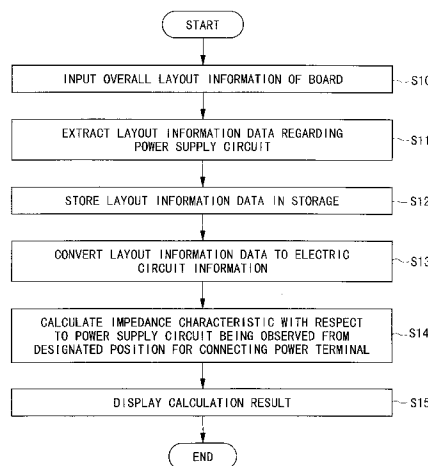 START
INPUT OVERALL LAYOUT INFORMATION OF BOARD
S10
EXTRACT LAYOUT INFORMATION DATA REGARDING
POWER SUPPLY CIRCUIT
S11
STORE LAYOUT INFORMATION DATA IN STORAGE
S12
CONVERT LAYOUT INFORMATION DATA TO ELECTRIC
CIRCUIT INFORMATION
S13
CALCULATE IMPEDANCE CHARACTERISTIC WITH RESPECT
TO POWER SUPPLY CIRCUIT BEING OBSERVED FROM
DESIGNATED POSITION FOR CONNECTING POWER TERMINAL
S14
DISPLAY CALCULATION RESULT
S15
END